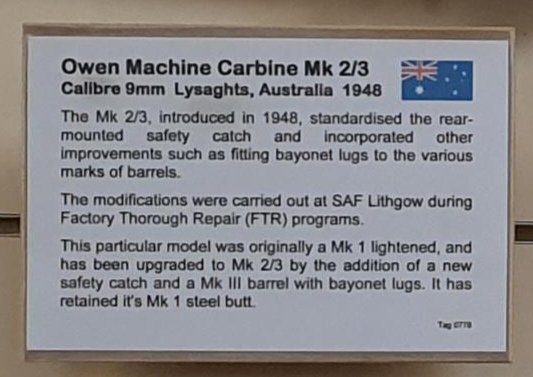 Owen Machine Carbine Mk 2/3
Calibre 9mm Lysaghts, Australia 1948
The Mk 2/3, introduced in 1948, standardised the rear-
mounted safety catch and incorporated other
improvements such as fitting bayonet lugs to the various
marks of barrels.
The modifications were carried out at SAF Lithgow during
Factory Thorough Repair (FTR) programs.
This particular model was originally a Mk 1 lightened, and
has been upgraded to Mk 2/3 by the addition of a new
safety catch and a Mk III barrel with bayonet lugs. It has
retained it's Mk 1 steel butt.
Tag 0778